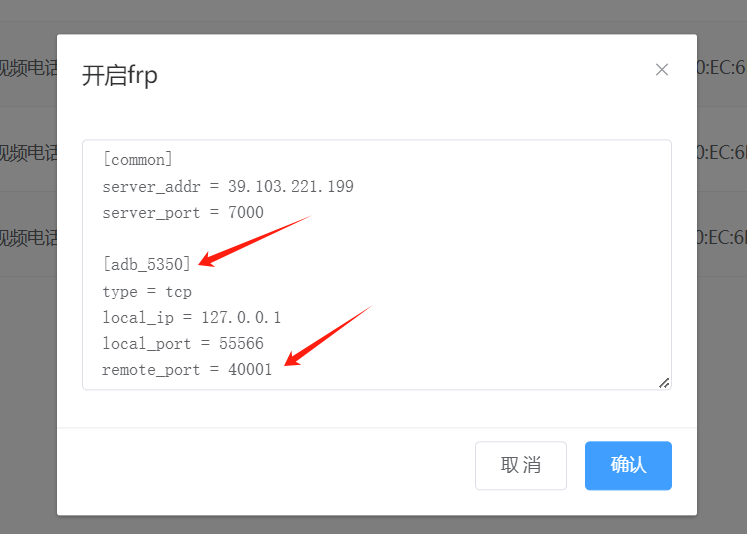 开启frp
[common]
server_addr = 39.103.221.199
server_port = 7000
[adb_5350]
type = tcp
local_ip = 127.0.0.1
local_port = 55566
remote_port = 40001
取消
确认
视频电话
0:EC:6
视频电话
0:EC:6
视频电话
0:EC:6